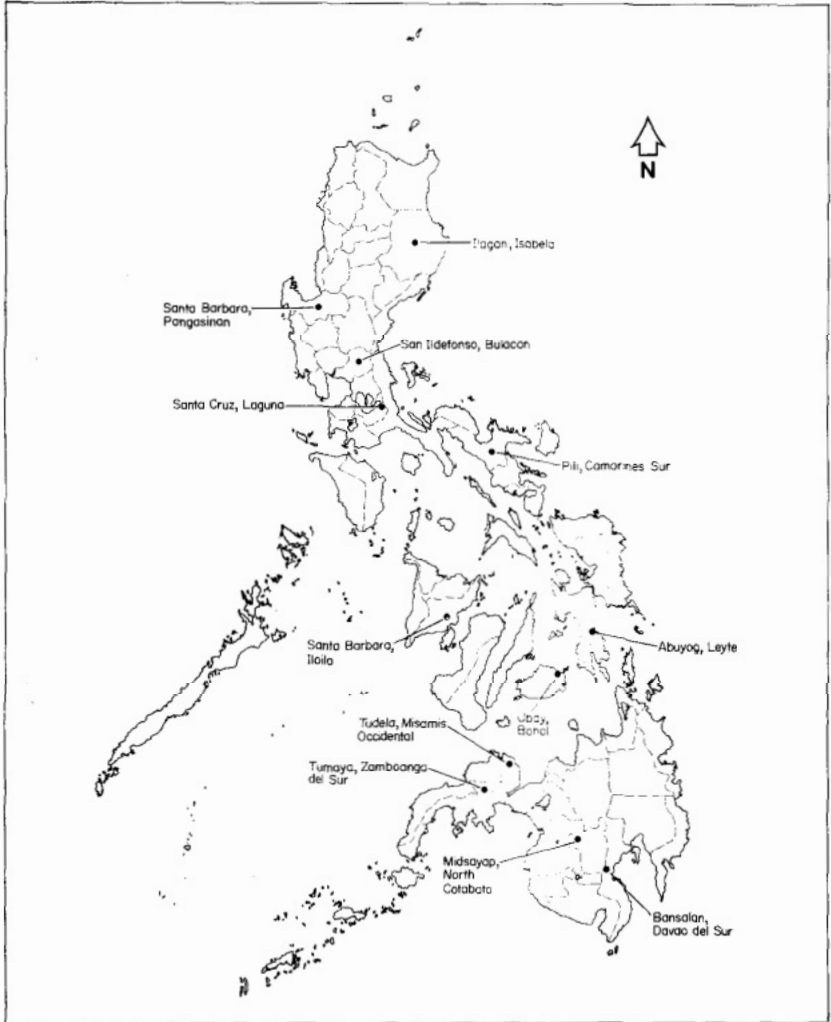 N
Ilagan, Isabela
Santa Barbara,
Pangasinan
San Ildefonso, Bulacan
Santa Cruz, Laguna
Pili, Camarines Sur
Santa Barbara,
Iloilo
Abuyog, Leyte
Ubay,
Bohol
Tudela, Misamis
Occidental
Tumaya, Zamboanga
del Sur
Midsayap,
North
Cotabato
Bansalan,
Davao del Sur